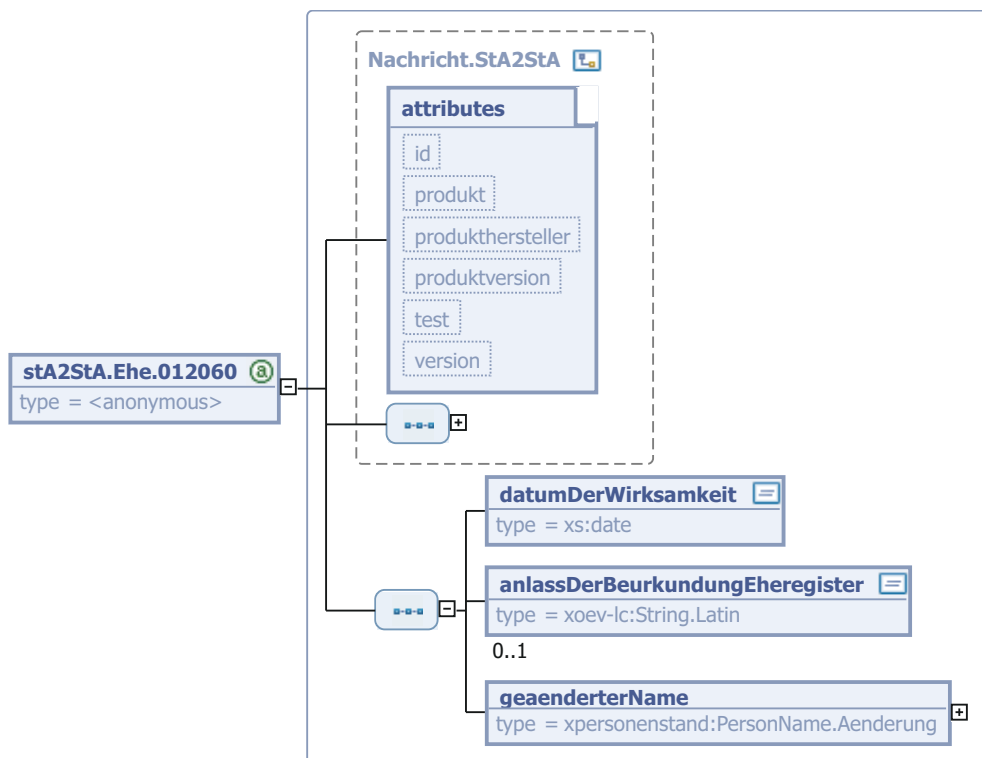 Nachricht.StA2StA
attributes
id
produkt
produkthersteller
produktversion
test
version
stA2StA.Ehe.012060 a
type = <anonymous>
datumDerWirksamkeit
type = xs:date
anlassDerBeurkundungEheregister
type = xoev-lc:String.Latin
0..1
geaenderterName
type = xpersonenstand:PersonName.Aenderung